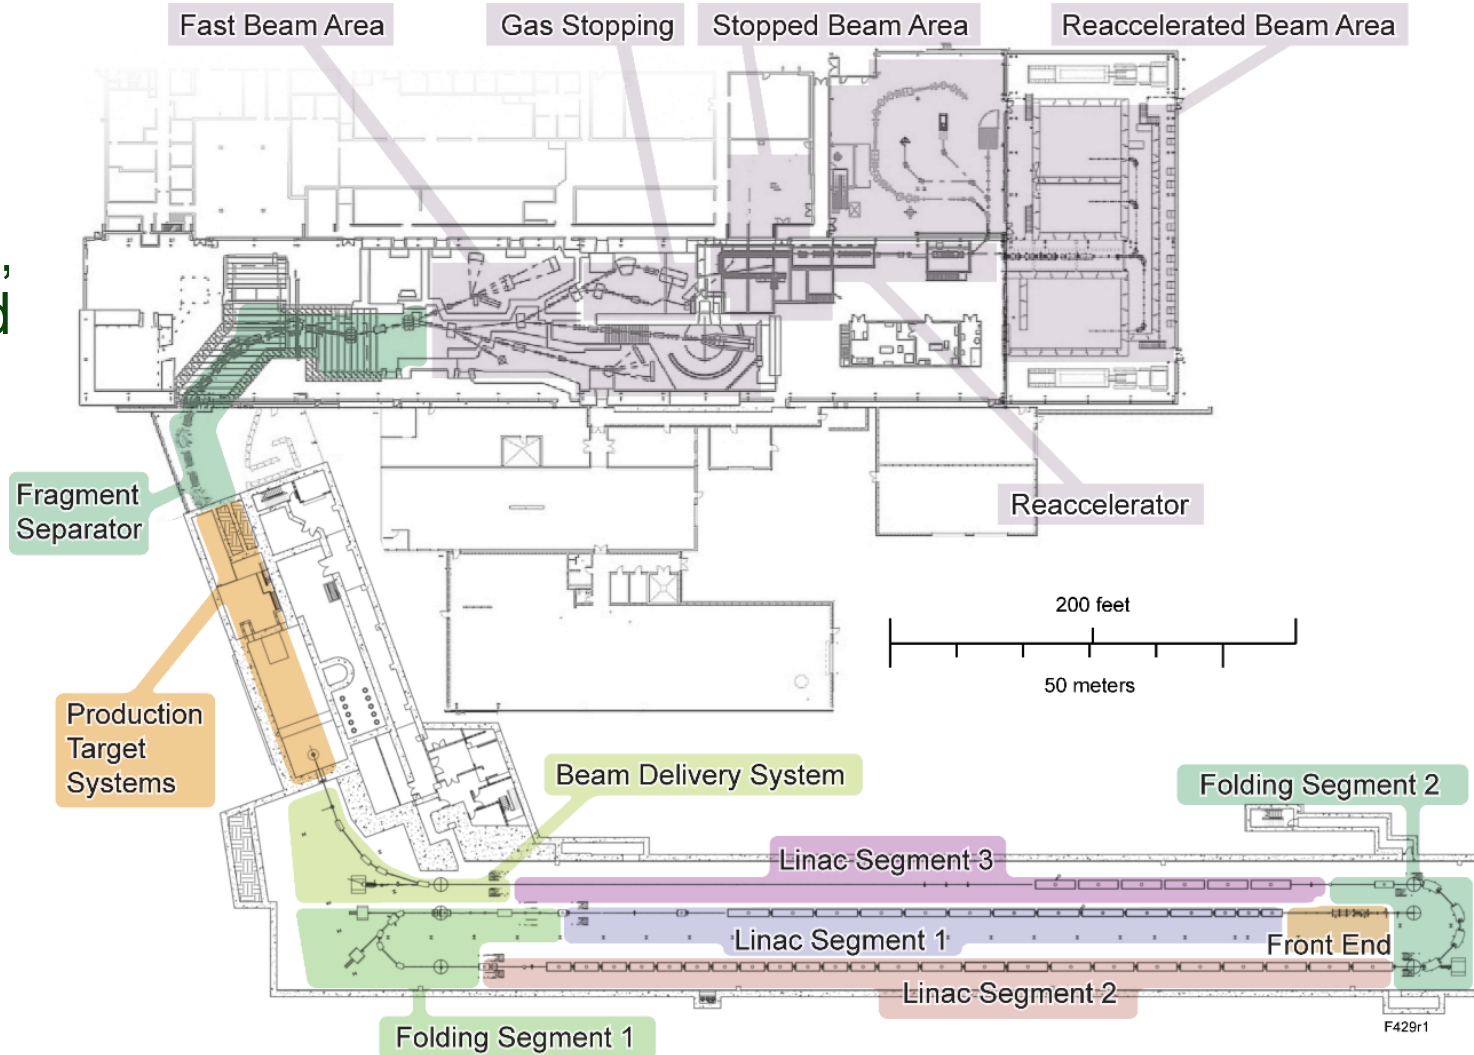 Fast Beam Area
Gas Stopping
Stopped Beam Area
Reaccelerated Beam Area
,
d
Fragment
Separator
Reaccelerator
200 feet
50 meters
Production
Target
Systems
Beam Delivery System
Folding Segment 2
Linac Segment 3
Linac Segment 1
Front End
Linac Segment 2
F429r1
Folding Segment 1